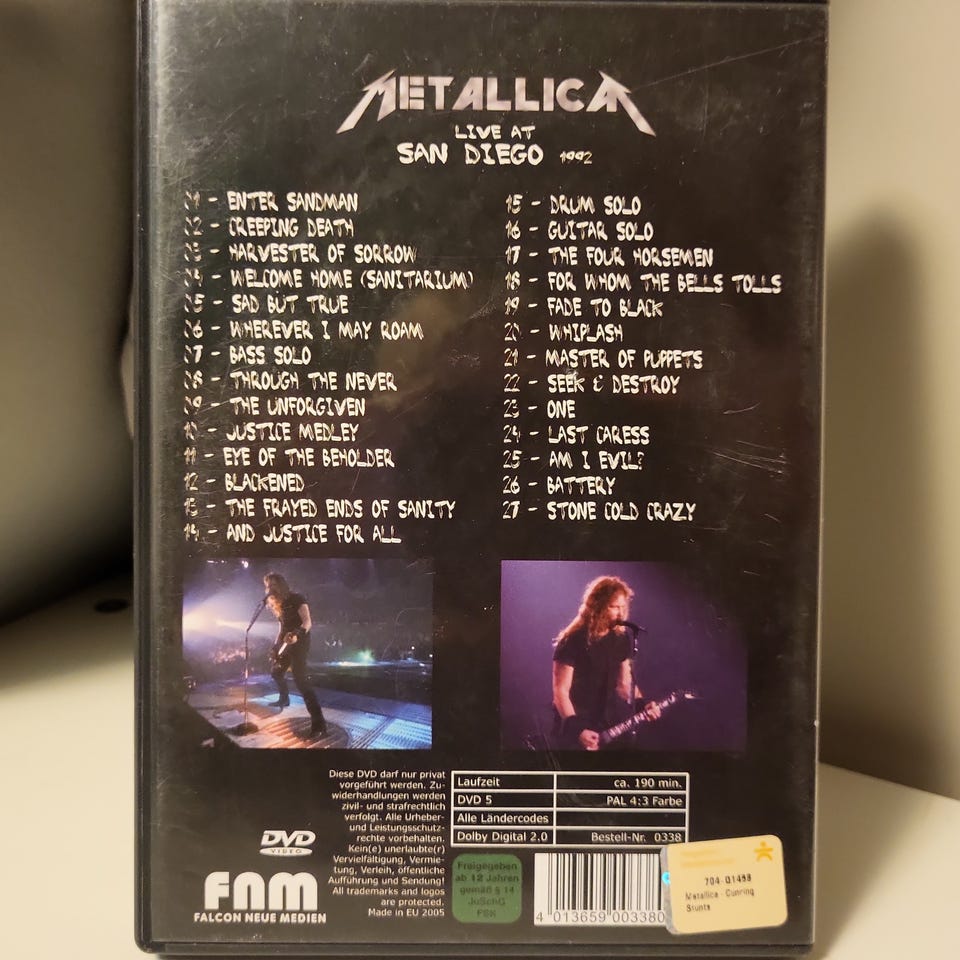 METALLICA
LIVE AT
SAN DIEGO 1992
01 - ENTER SANDMAN
02 - CREEPING DEATH
03 - HARVESTER OF SORROW
04 - WELCOME HOME (SANITARIUM)
05 - SAD BUT TRUE
06 - WHEREVER I MAY ROAM
07 - BASS SOLO
08 - THROUGH THE NEVER
09 - THE UNFORGIVEN
10 - JUSTICE MEDLEY
11 - EYE OF THE BEHOLDER
12 - BLACKENED
13 - THE FRAYED ENDS OF SANITY
14 - AND JUSTICE FOR ALL
15 - DRUM SOLO
16 - GUITAR SOLO
17 - THE FOUR HORSEMEN
18 - FOR WHOM THE BELLS TOLLS
19 - FADE TO BLACK
20 - WHIPLASH
21 - MASTER OF PUPPETS
22 - SEEK & DESTROY
23 - ONE
24 - LAST CARESS
25 - AM I EVIL?
26 - BATTERY
27 - STONE COLD CRAZY
Diese DVD darf nur privat
vorgeführt werden. Zu-
widerhandlungen werden
zivil- und strafrechtlich
verfolgt. Alle Urheber-
und Leistungsschutz-
rechte vorbehalten.
Kein(e) unerlaubte(r)
Vervielfältigung, Vermie-
tung, Verleih, öffentliche
Aufführung und Sendung!
All trademarks and logos
are protected.
Made in EU 2005
DVD
VIDEO
FNM
FALCON NEUE MEDIEN
Laufzeit ca. 190 min.
DVD 5 PAL 4:3 Farbe
Alle Ländercodes
Dolby Digital 2.0 Bestell-Nr. 0338
Freigegeben
ab 12 Jahren
gemäß § 14
JuSchG
FSK
4 013659 003380
704-01458
Metallica - Cunning
Stunts